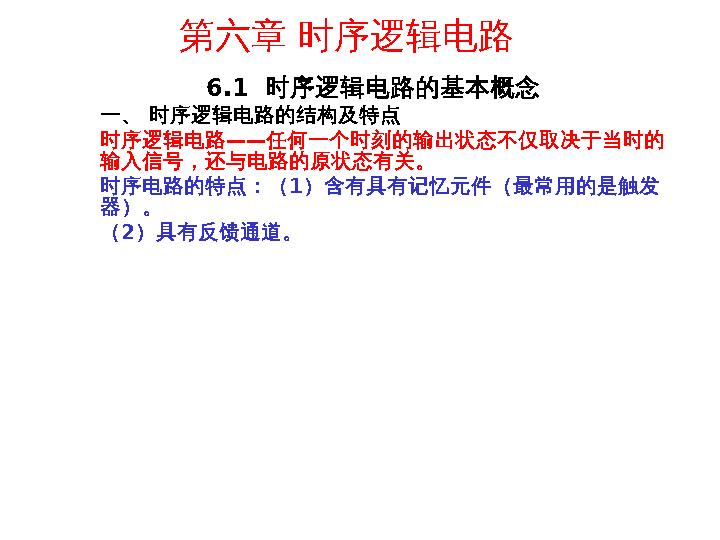 第六章 时序逻辑电路
6.1 时序逻辑电路的基本概念
一、 时序逻辑电路的结构及特点
时序逻辑电路——任何一个时刻的输出状态不仅取决于当时的
输入信号，还与电路的原状态有关。
时序电路的特点：（1）含有具有记忆元件（最常用的是触发
器）。
（2）具有反馈通道。